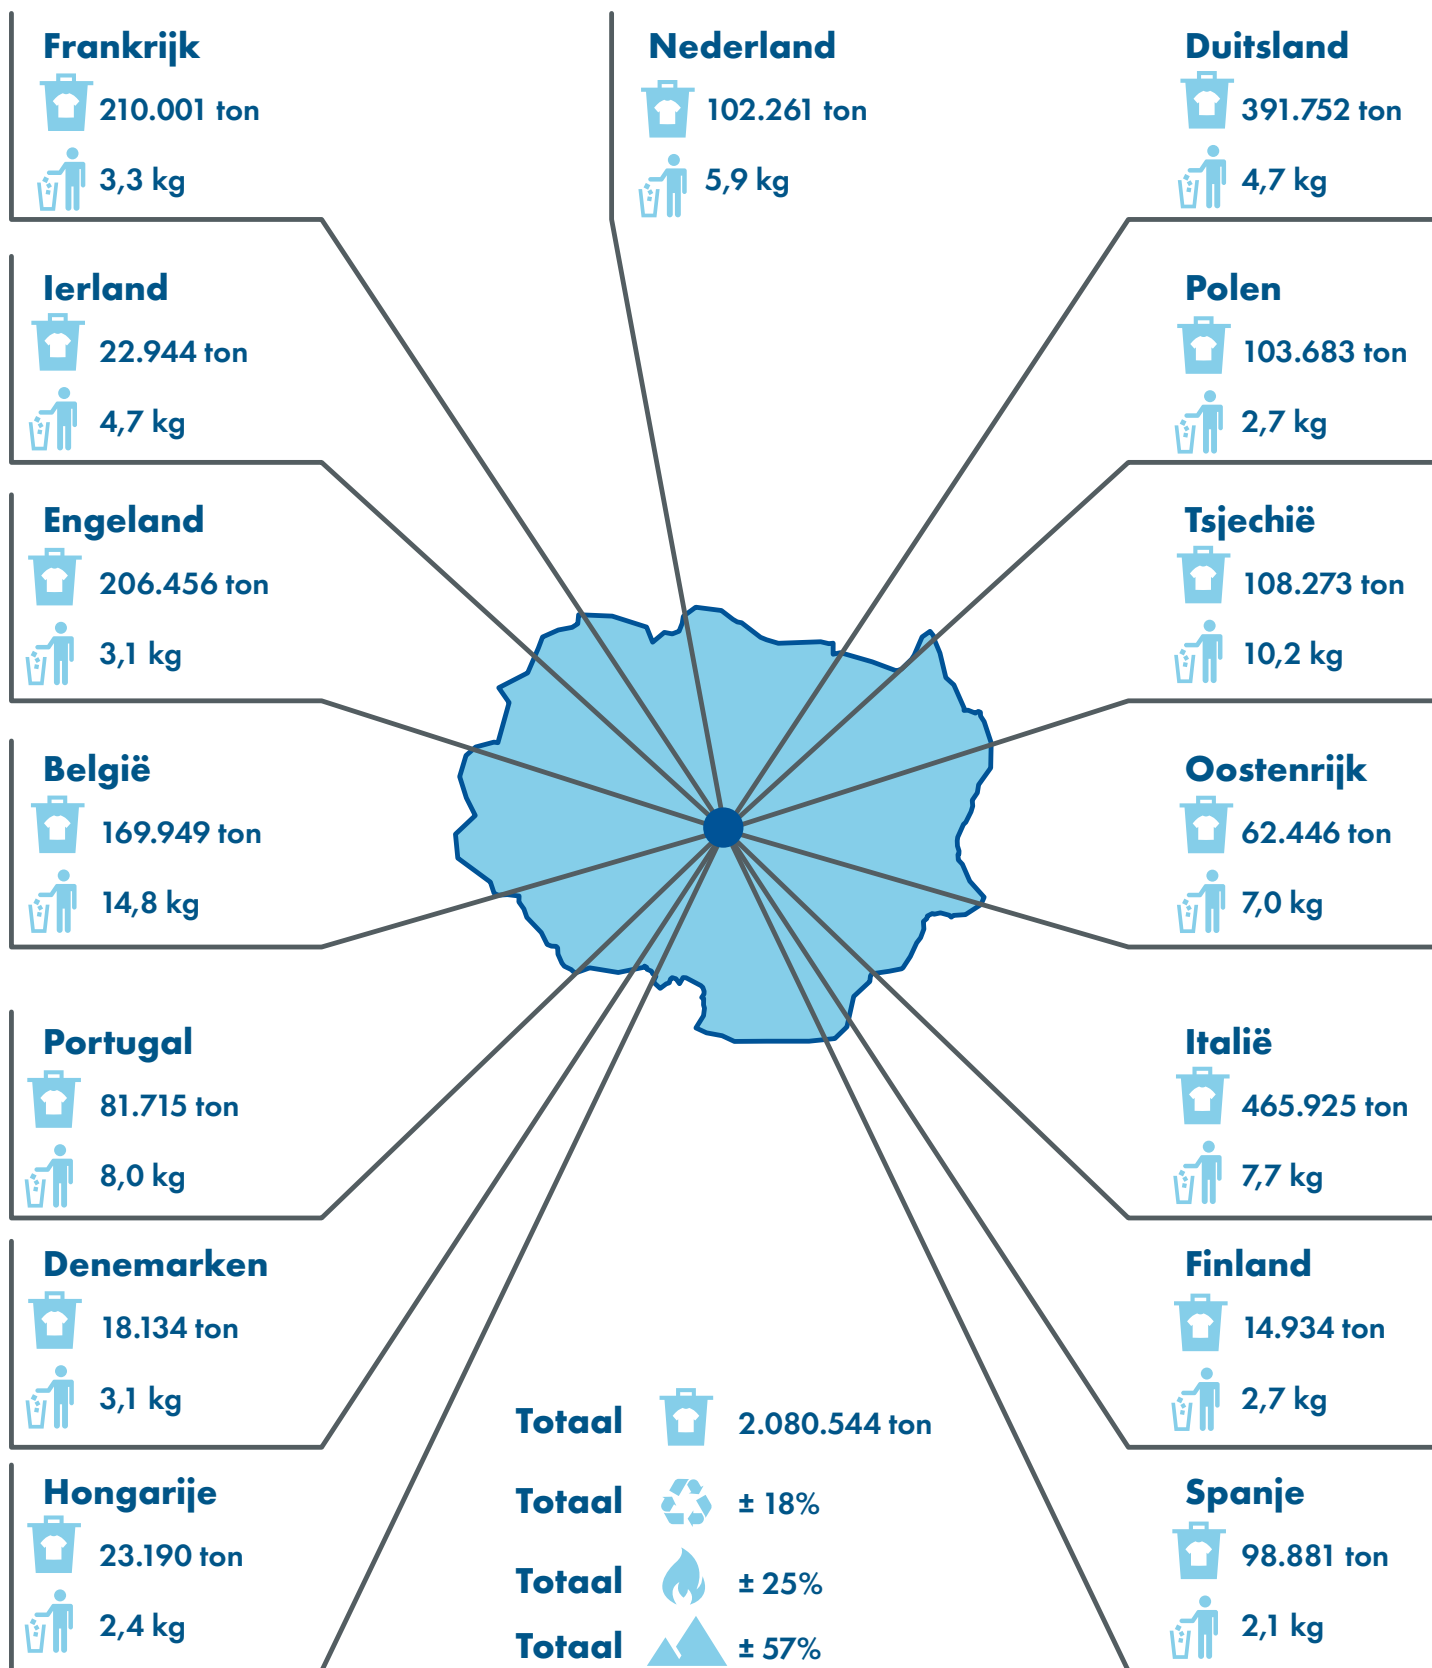 Frankrijk
210.001 ton
3,3 kg
Nederland
102.261 ton
5,9 kg
Duitsland
391.752 ton
4,7 kg
Ierland
22.944 ton
4,7 kg
Polen
103.683 ton
2,7 kg
Engeland
206.456 ton
3,1 kg
Tsjechië
108.273 ton
10,2 kg
België
169.949 ton
14,8 kg
Oostenrijk
62.446 ton
7,0 kg
Portugal
81.715 ton
8,0 kg
Italië
465.925 ton
7,7 kg
Denemarken
18.134 ton
3,1 kg
Finland
14.934 ton
2,7 kg
Hongarije
23.190 ton
2,4 kg
Spanje
98.881 ton
2,1 kg
Totaal 2.080.544 ton
Totaal ± 18%
Totaal ± 25%
Totaal ± 57%